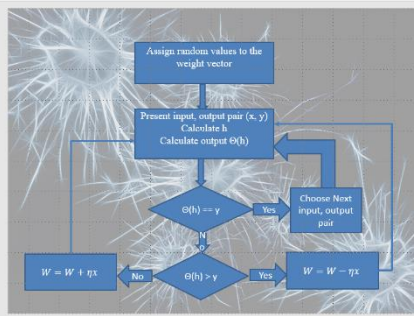 Assign random values to the
weight vector
Present input, output pair (x, y)
Calculate h
Calculate output Θ(h)
Θ(h) == y
Yes
Choose Next
input, output
pair
N
o
W = W + ηx
No
Θ(h) > y
Yes
W = W − ηx